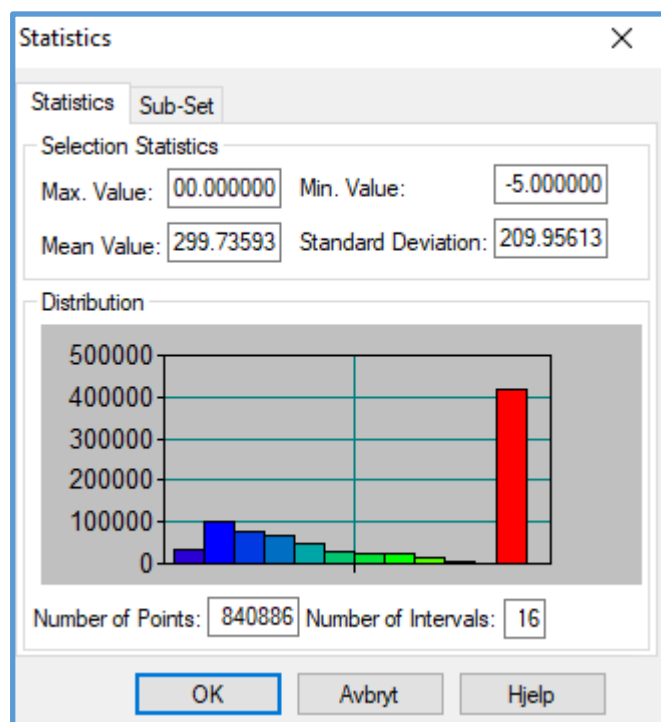 Statistics
Statistics Sub-Set
Selection Statistics
Max. Value: 00.000000 Min. Value: -5.000000
Mean Value: 299.73593 Standard Deviation: 209.95613
Distribution
500000
400000
300000
200000
100000
0
Number of Points: 840886 Number of Intervals: 16
OK Avbryt Hjelp